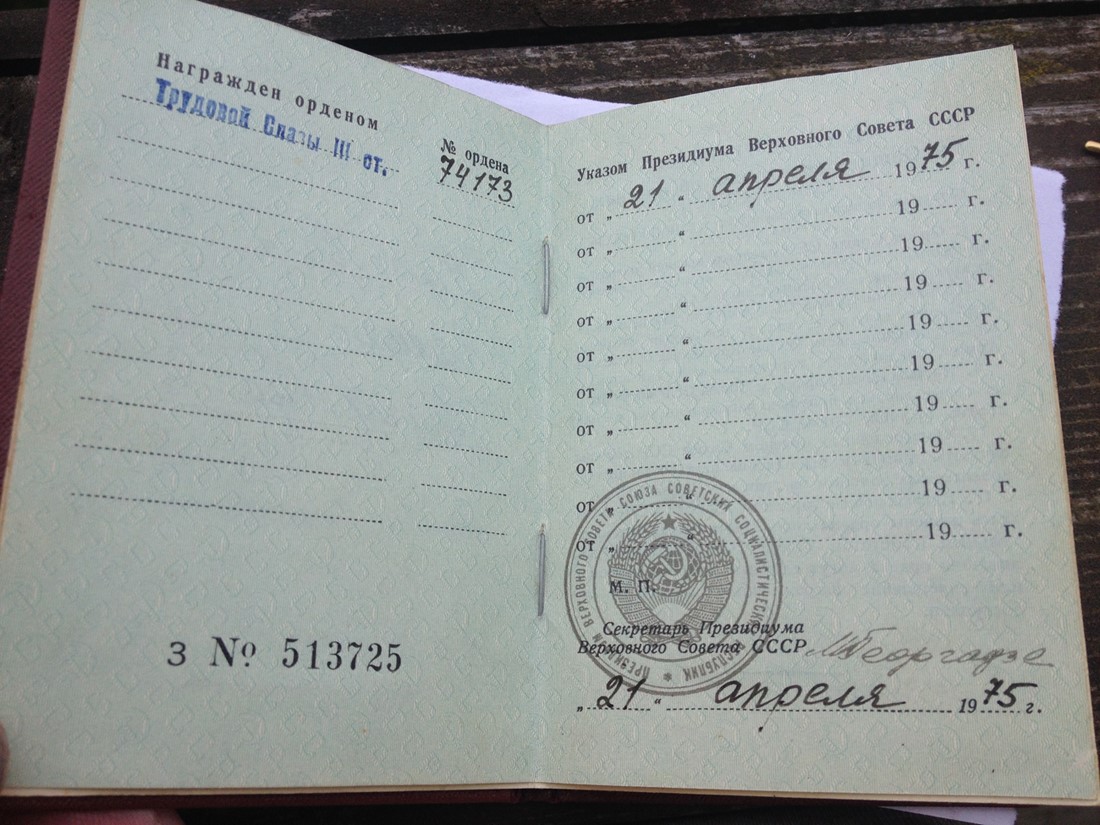 Награжден орденом
Трудовой Славы III ст.
№ ордена
74173
З № 513725
Указом Президиума Верховного Совета СССР
от „ 21 “ апреля 1975 г.
от „ “ 19 г.
от „ “ 19 г.
от „ “ 19 г.
от „ “ 19 г.
от „ “ 19 г.
от „ “ 19 г.
от „ “ 19 г.
от „ “ 19 г.
от „ “ 19 г.
ПРЕЗИДИУМ ВЕРХОВНОГО СОВЕТА СОЮЗА СОВЕТСКИХ СОЦИАЛИСТИЧЕСКИХ РЕСПУБЛИК
М. П.
Секретарь Президиума
Верховного Совета СССР МГеоргадзе
„ 21 “ апреля 1975 г.